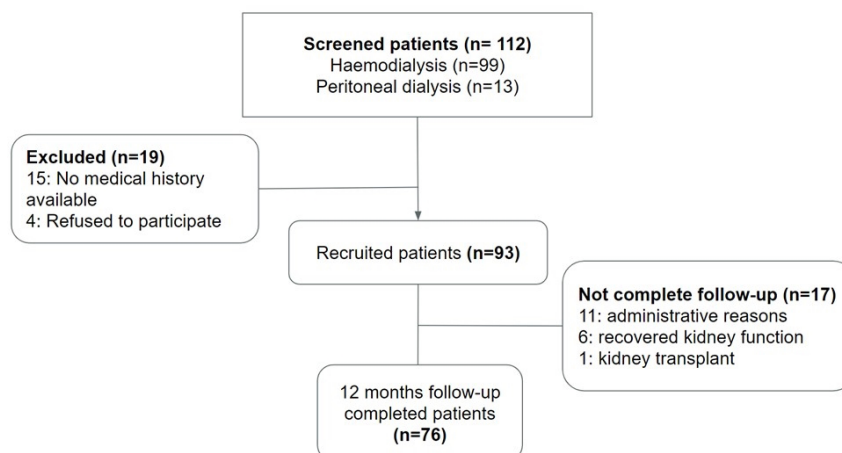 Screened patients (n= 112)
Haemodialysis (n=99)
Peritoneal dialysis (n=13)
Excluded (n=19)
15: No medical history
available
4: Refused to participate
Recruited patients (n=93)
Not complete follow-up (n=17)
11: administrative reasons
6: recovered kidney function
1: kidney transplant
12 months follow-up
completed patients
(n=76)